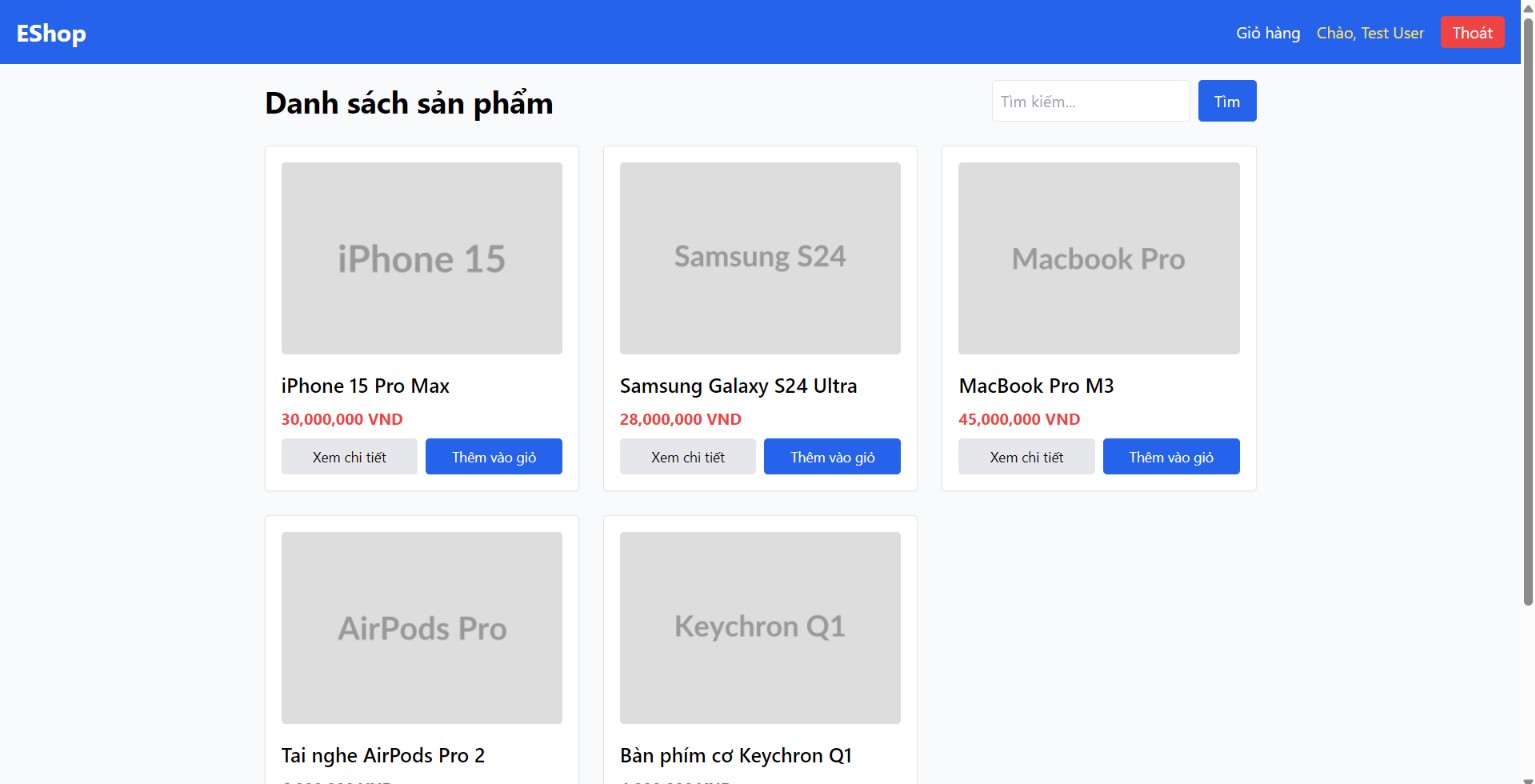 EShop
Giỏ hàng Chào, Test User Thoát
Danh sách sản phẩm
Tìm kiếm... Tìm
iPhone 15 Samsung S24 Macbook Pro
iPhone 15 Pro Max Samsung Galaxy S24 Ultra MacBook Pro M3
30,000,000 VND 28,000,000 VND 45,000,000 VND
Xem chi tiết Thêm vào giỏ Xem chi tiết Thêm vào giỏ Xem chi tiết Thêm vào giỏ
AirPods Pro Keychron Q1
Tai nghe AirPods Pro 2 Bàn phím cơ Keychron Q1